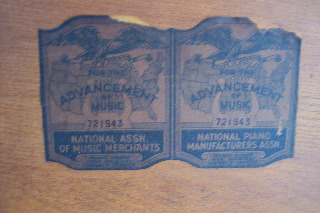 FOR THE
ADVANCEMENT
OF
MUSIC
721943
NATIONAL ASSN.
OF MUSIC MERCHANTS
FOR THE
ADVANCEMENT
OF
MUSIC
721943
NATIONAL PIANO
MANUFACTURERS ASSN.